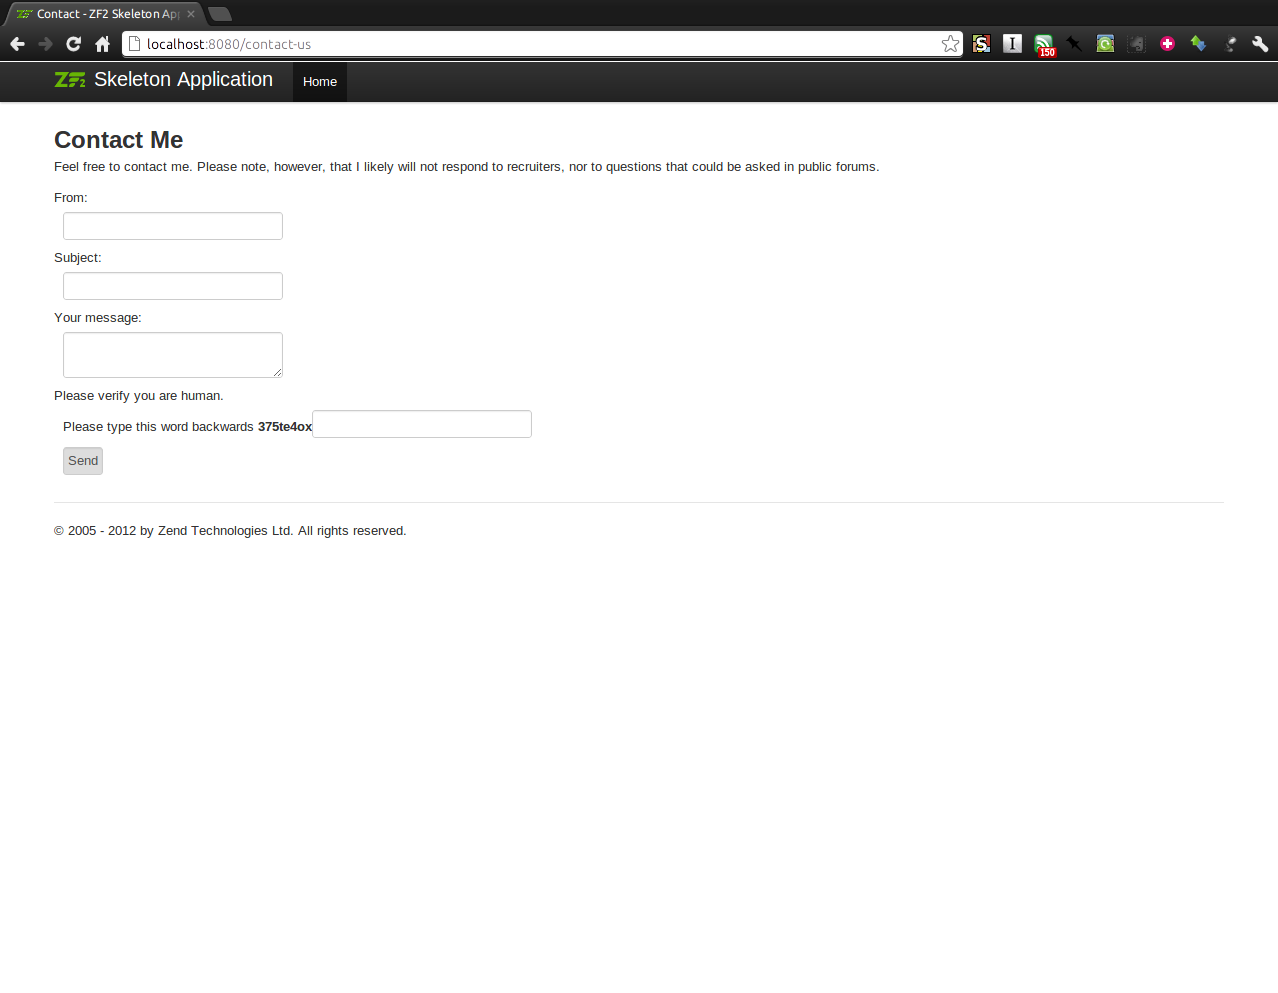 Contact - ZF2 Skeleton Ap
localhost:8080/contact-us
S I 150
ZF2 Skeleton Application Home
Contact Me
Feel free to contact me. Please note, however, that I likely will not respond to recruiters, nor to questions that could be asked in public forums.
From:
Subject:
Your message:
Please verify you are human.
Please type this word backwards 375te4ox
Send
© 2005 - 2012 by Zend Technologies Ltd. All rights reserved.